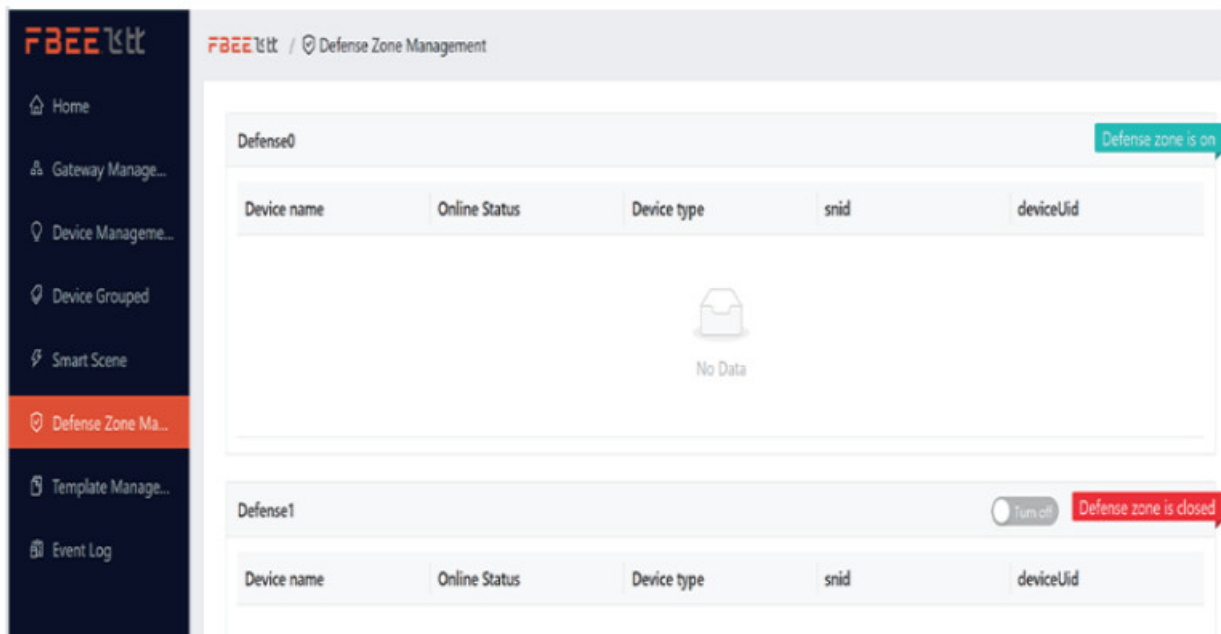 FBEE飞比
FBEE飞比 / Defense Zone Management
Home
Gateway Manage...
Device Manageme...
Device Grouped
Smart Scene
Defense Zone Ma...
Template Manage...
Event Log
Defense0 Defense zone is on
Device name Online Status Device type snid deviceUid
No Data
Defense1 Turn off Defense zone is closed
Device name Online Status Device type snid deviceUid